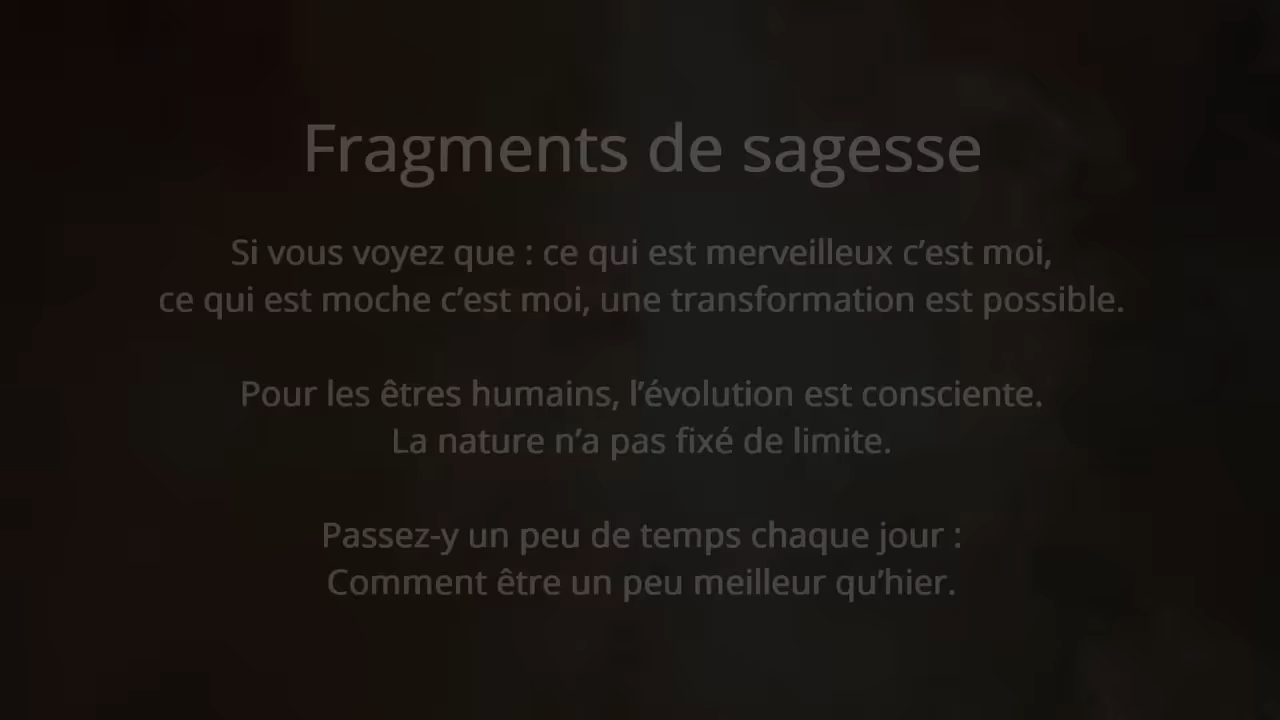 Fragments de sagesse
Si vous voyez que : ce qui est merveilleux c’est moi,
ce qui est moche c’est moi, une transformation est possible.
Pour les êtres humains, l’évolution est consciente.
La nature n’a pas fixé de limite.
Passez-y un peu de temps chaque jour :
Comment être un peu meilleur qu’hier.